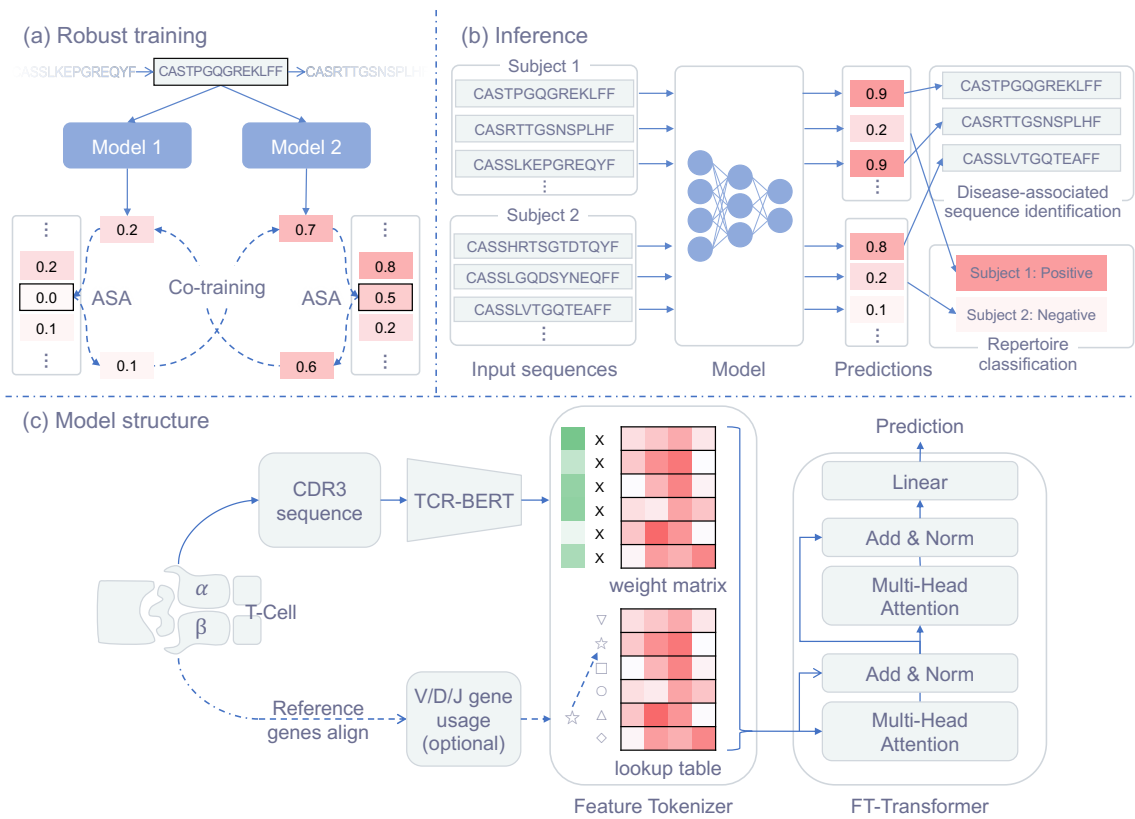 (a) Robust training
CASSLKEPGREQYF
CASTPGQGREKLFF
CASRTTGSNSPLHF
Model 1
Model 2
0.2
0.7
⋮
0.2
0.0
0.1
⋮
ASA
Co-training
ASA
⋮
0.8
0.5
0.2
⋮
0.1
0.6
(b) Inference
Subject 1
CASTPGQGREKLFF
CASRTTGSNSPLHF
CASSLKEPGREQYF
⋮
Subject 2
CASSHRTSGTDTQYF
CASSLGQDSYNEQFF
CASSLVTGQTEAFF
⋮
Input sequences
Model
0.9
0.2
0.9
⋮
0.8
0.2
0.1
⋮
Predictions
CASTPGQGREKLFF
CASRTTGSNSPLHF
CASSLVTGQTEAFF
Disease-associated
sequence identification
Subject 1: Positive
Subject 2: Negative
Repertoire
classification
(c) Model structure
α
β
T-Cell
CDR3
sequence
TCR-BERT
Reference
genes align
V/D/J gene
usage
(optional)
X
X
X
X
X
X
weight matrix
lookup table
Feature Tokenizer
Prediction
Linear
Add & Norm
Multi-Head
Attention
Add & Norm
Multi-Head
Attention
FT-Transformer